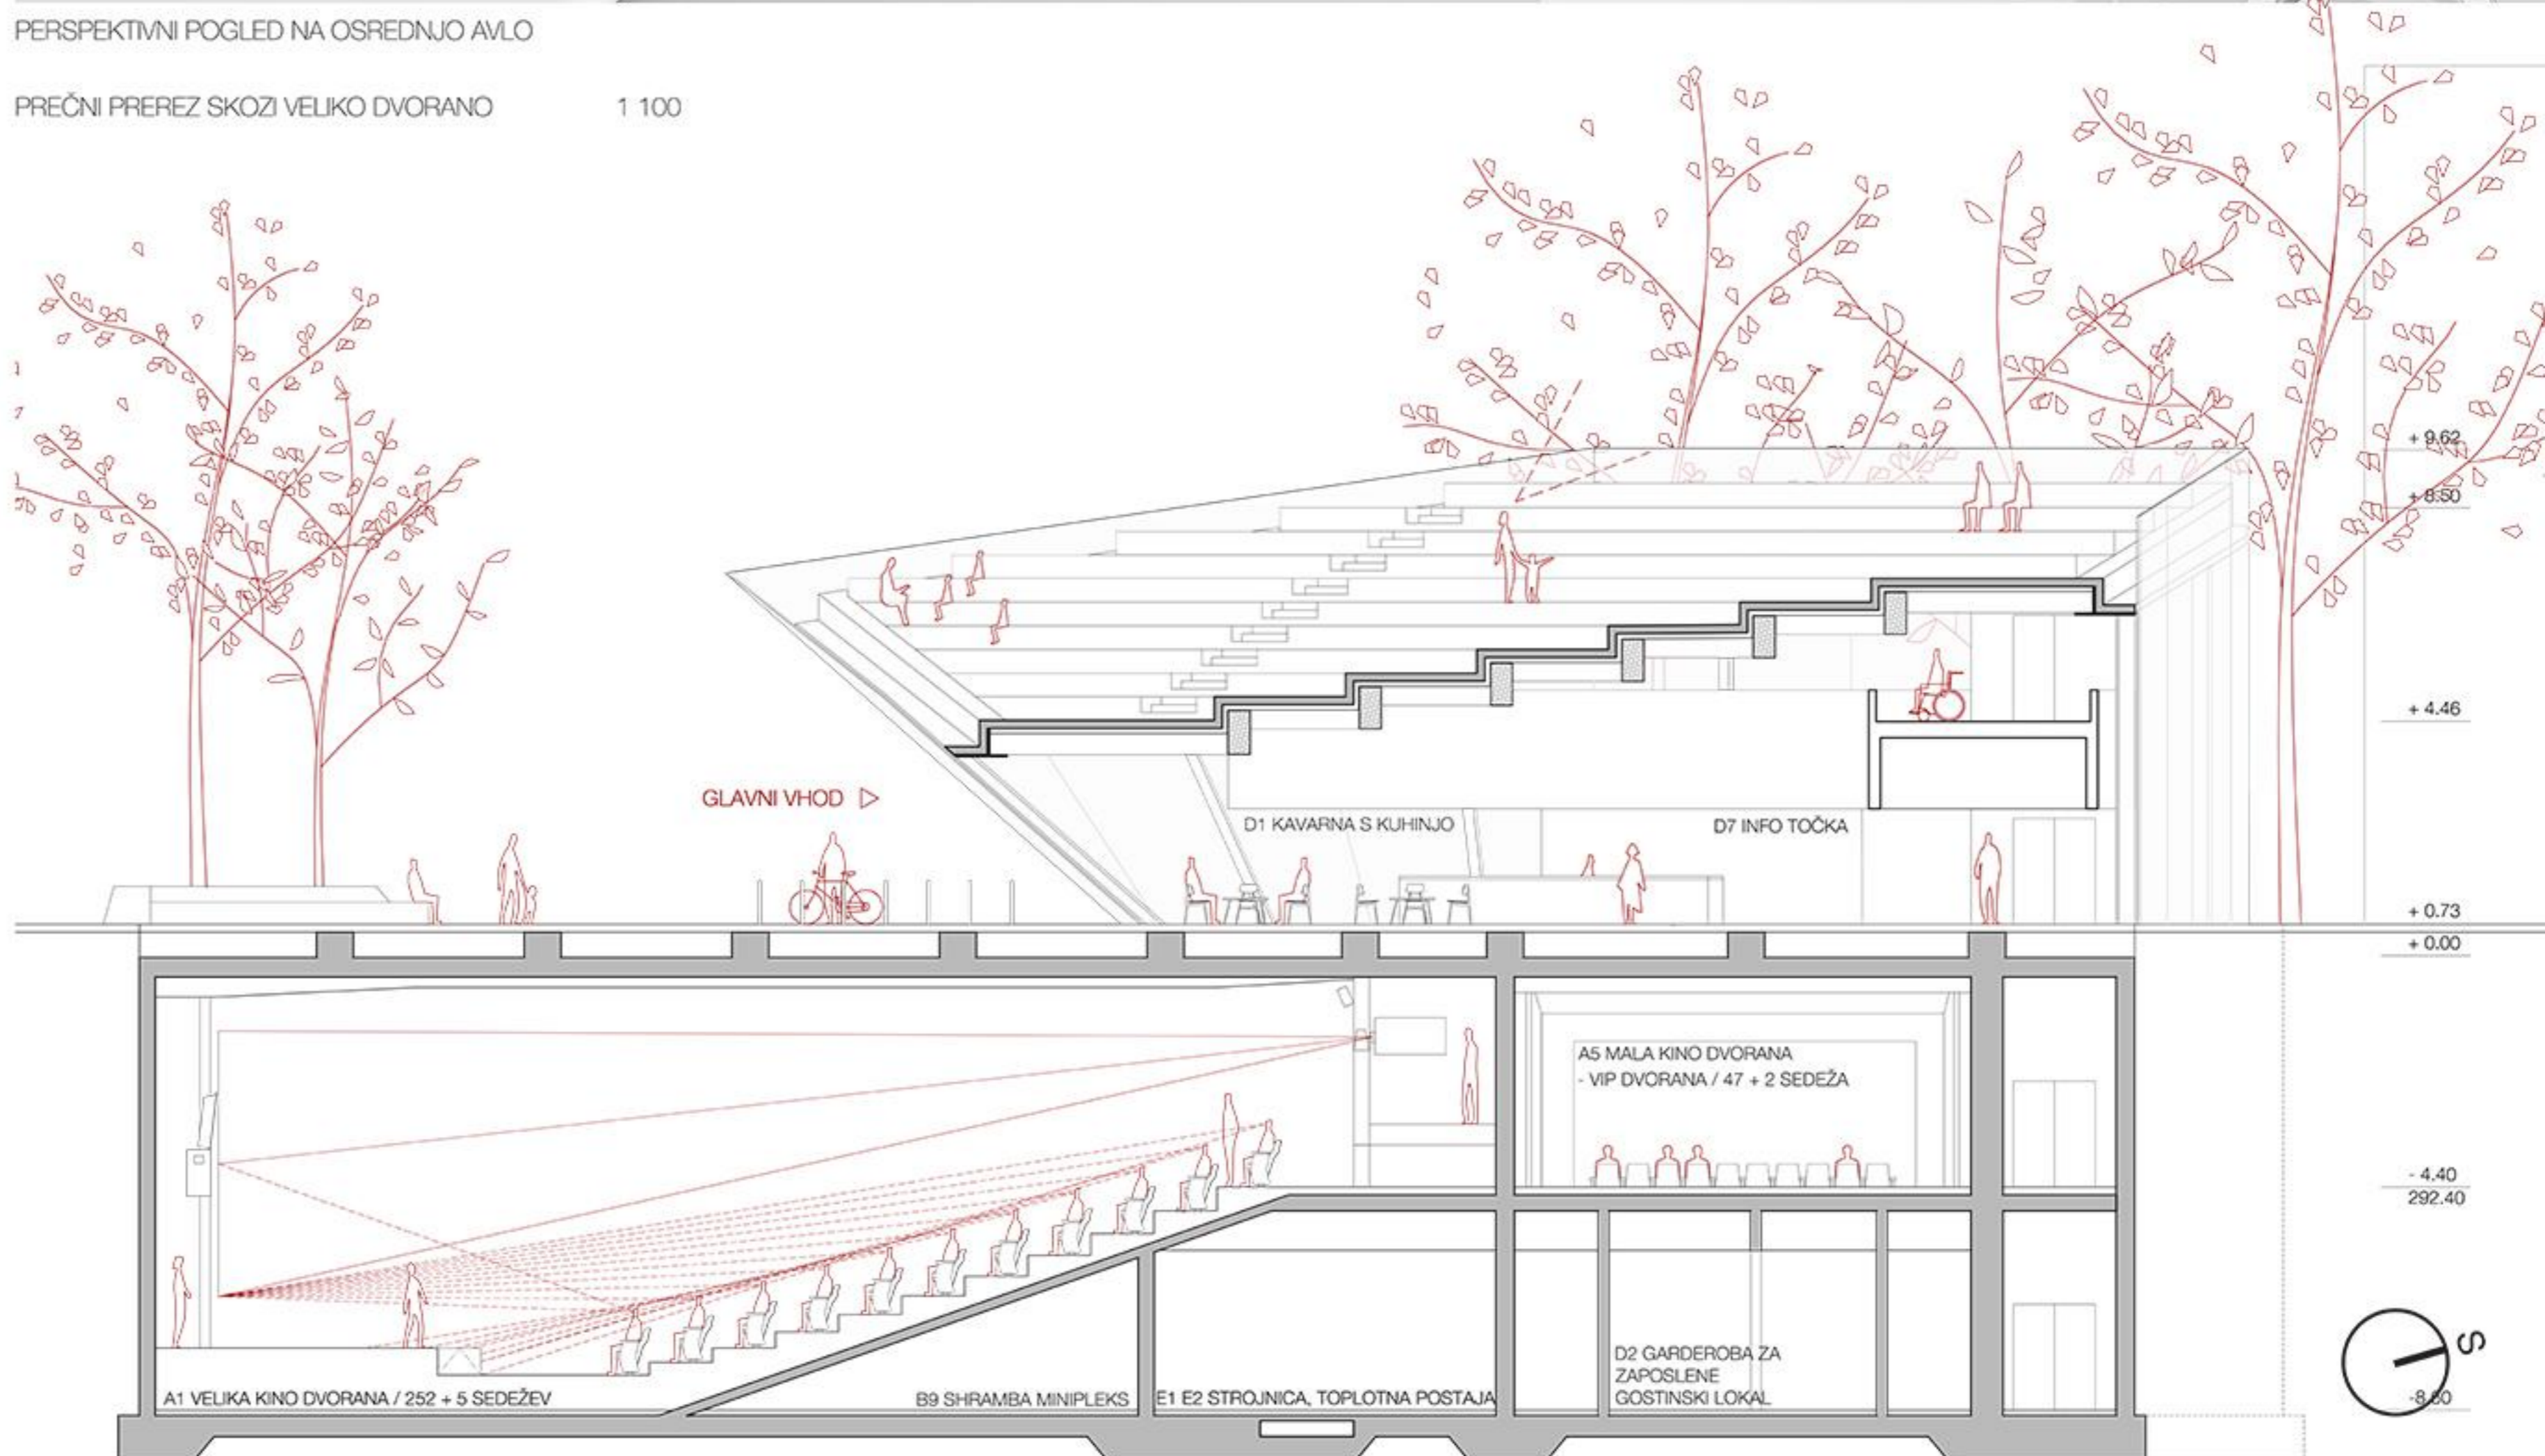 PERSPEKTIVNI POGLED NA OSREDNJO AVLO
PREČNI PREREZ SKOZI VELIKO DVORANO 1 100
+ 9.62
+ 8.50
+ 4.46
GLAVNI VHOD
D1 KAVARNA S KUHINJO
D7 INFO TOČKA
+ 0.73
+ 0.00
A5 MALA KINO DVORANA
- VIP DVORANA / 47 + 2 SEDEŽA
- 4.40
292.40
A1 VELIKA KINO DVORANA / 252 + 5 SEDEŽEV
B9 SHRAMBA MINIPLEKS
E1 E2 STROJNICA, TOPLOTNA POSTAJA
D2 GARDEROBA ZA
ZAPOSLENE
GOSTINSKI LOKAL
S
-8.60